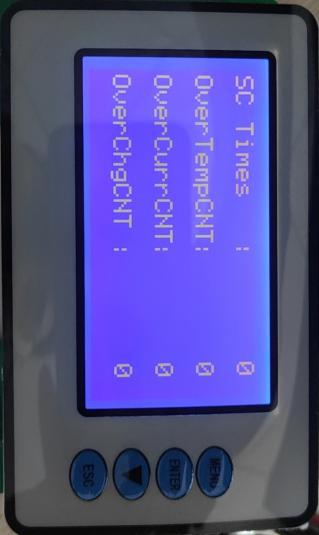 SC Times : 0
OverTempCNT: 0
OverCurrCNT: 0
OverChgCNT : 0
MENU
ENTER
▼
ESC